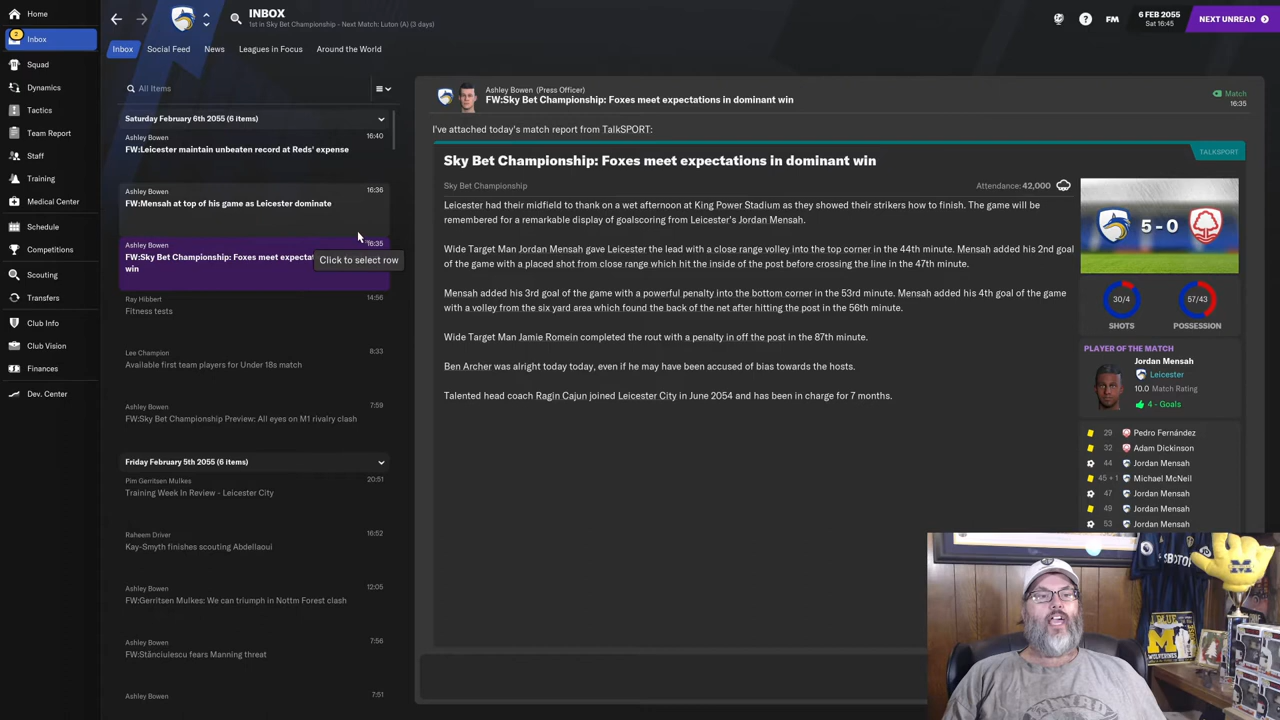 Home
Inbox
2
Squad
Dynamics
Tactics
Team Report
Staff
Training
Medical Center
Schedule
Competitions
Scouting
Transfers
Club Info
Club Vision
Finances
Dev. Center
INBOX
1st in Sky Bet Championship - Next Match: Luton (A) (3 days)
FM
6 FEB 2055
Sat 16:45
NEXT UNREAD
Inbox
Social Feed
News
Leagues in Focus
Around the World
All Items
Saturday February 6th 2055 (6 items)
Ashley Bowen
16:40
FW:Leicester maintain unbeaten record at Reds' expense
Ashley Bowen
16:36
FW:Mensah at top of his game as Leicester dominate
Ashley Bowen
16:35
FW:Sky Bet Championship: Foxes meet expectat
win
Click to select row
Ray Hibbert
14:56
Fitness tests
Lee Champion
8:33
Available first team players for Under 18s match
Ashley Bowen
7:59
FW:Sky Bet Championship Preview: All eyes on M1 rivalry clash
Friday February 5th 2055 (6 items)
Pim Gerritsen Mulkes
20:51
Training Week In Review - Leicester City
Raheem Driver
16:52
Kay-Smyth finishes scouting Abdellaoui
Ashley Bowen
12:05
FW:Gerritsen Mulkes: We can triumph in Nottm Forest clash
Ashley Bowen
7:56
FW:Stănciulescu fears Manning threat
Ashley Bowen
7:51
Ashley Bowen (Press Officer)
FW:Sky Bet Championship: Foxes meet expectations in dominant win
Match
16:35
I've attached today's match report from TalkSPORT:
TALKSPORT
Sky Bet Championship: Foxes meet expectations in dominant win
Sky Bet Championship
Attendance: 42,000
Leicester had their midfield to thank on a wet afternoon at King Power Stadium as they showed their strikers how to finish. The game will be
remembered for a remarkable display of goalscoring from Leicester's Jordan Mensah.
Wide Target Man Jordan Mensah gave Leicester the lead with a close range volley into the top corner in the 44th minute. Mensah added his 2nd goal
of the game with a placed shot from close range which hit the inside of the post before crossing the line in the 47th minute.
Mensah added his 3rd goal of the game with a powerful penalty into the bottom corner in the 53rd minute. Mensah added his 4th goal of the game
with a volley from the six yard area which found the back of the net after hitting the post in the 56th minute.
Wide Target Man Jamie Romein completed the rout with a penalty in off the post in the 87th minute.
Ben Archer was alright today today, even if he may have been accused of bias towards the hosts.
Talented head coach Ragin Cajun joined Leicester City in June 2054 and has been in charge for 7 months.
5 - 0
30/4
SHOTS
57/43
POSSESSION
PLAYER OF THE MATCH
Jordan Mensah
Leicester
10.0 Match Rating
4 - Goals
29 Pedro Fernández
32 Adam Dickinson
44 Jordan Mensah
45 + 1 Michael McNeil
47 Jordan Mensah
49 Jordan Mensah
53 Jordan Mensah